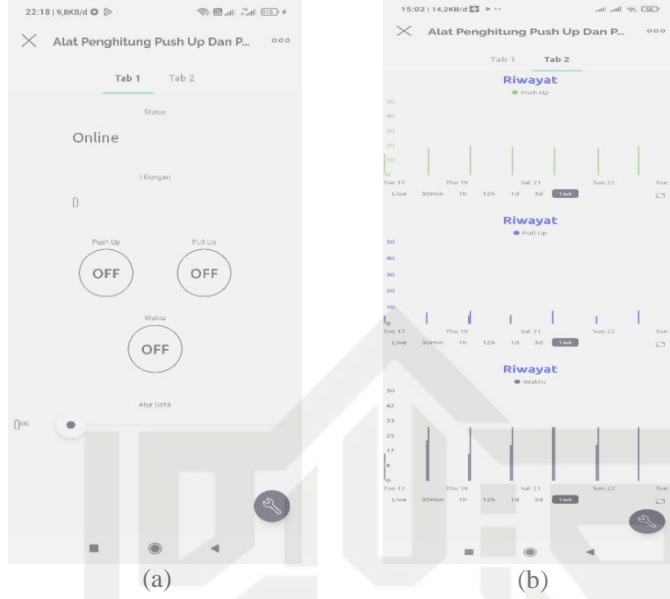 22:18 | 9,8KB/d
Alat Penghitung Push Up Dan P...
Tab 1 Tab 2
Status
Online
Hitungan
0
Push Up Pull Up
OFF OFF
Waktu
OFF
Atur Detik
0
(a)
15:02 | 14,2KB/d
Alat Penghitung Push Up Dan P...
Tab 1 Tab 2
Riwayat
Push Up
50
40
30
20
10
0
Tue 17 Thu 19 Sat 21 Sun 22 Tue
Live 30min 1h 12h 1d 3d 1wk
Riwayat
Pull Up
50
40
30
20
10
0
Tue 17 Thu 19 Sat 21 Sun 22 Tue
Live 30min 1h 12h 1d 3d 1wk
Riwayat
Waktu
50
42
33
25
17
8
0
Tue 17 Thu 19 Sat 21 Sun 22 Tue
Live 30min 1h 12h 1d 3d 1wk
(b)